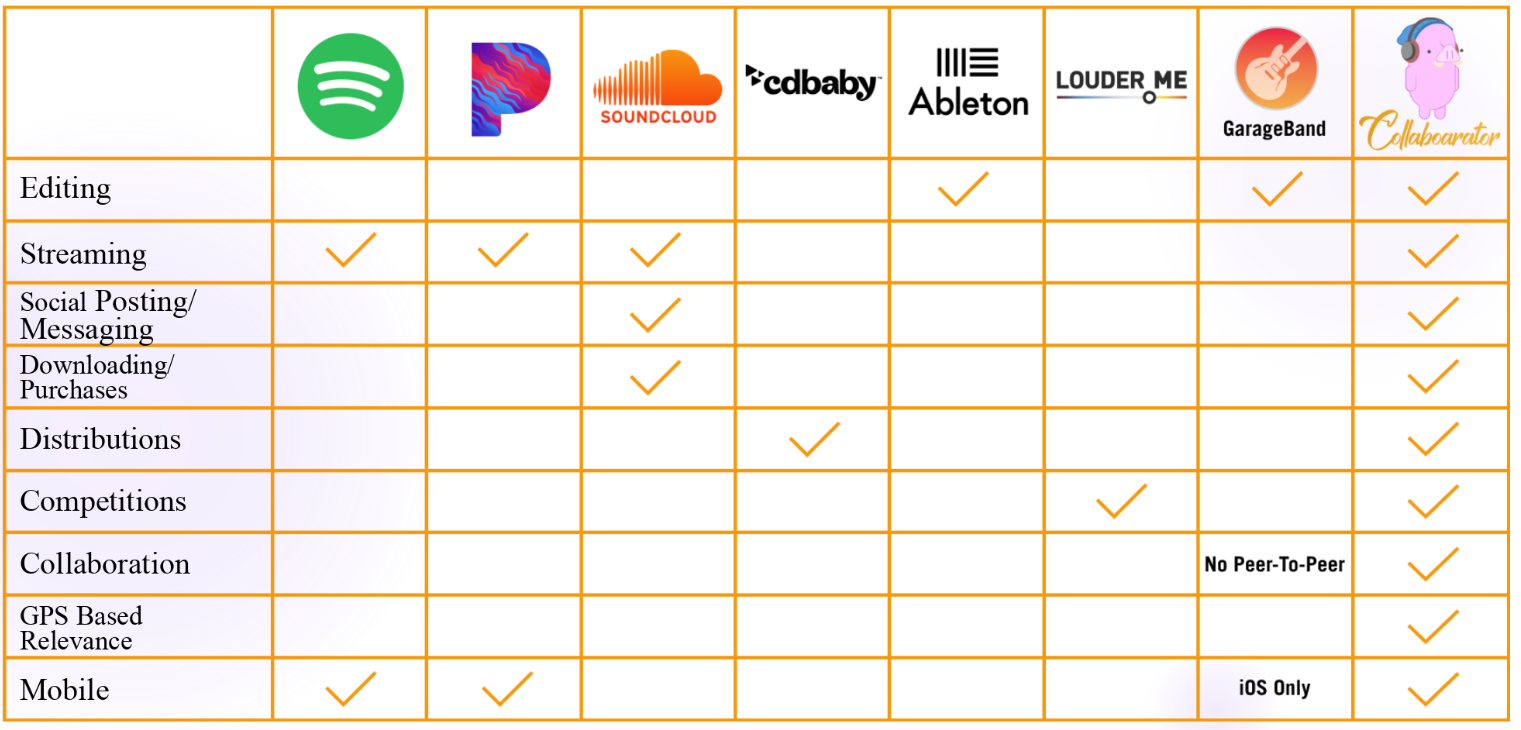 SOUNDCLOUD
cdbaby™
Ableton
LOUDER ME
GarageBand
Collaboarator
Editing
Streaming
Social Posting/
Messaging
Downloading/
Purchases
Distributions
Competitions
Collaboration
No Peer-To-Peer
GPS Based
Relevance
Mobile
iOS Only